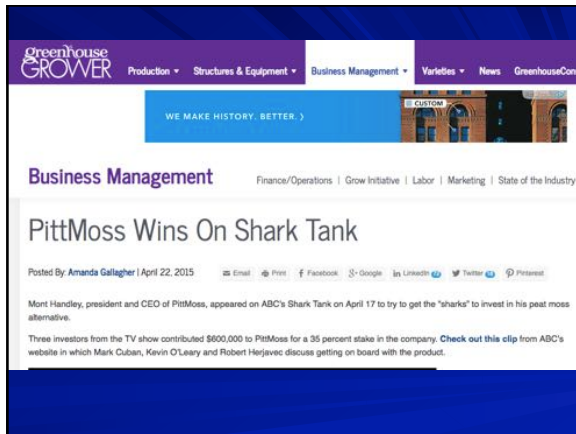 greenhouse
GROWER
Production Structures & Equipment Business Management Varieties News GreenhouseCon
WE MAKE HISTORY. BETTER. >
CUSTOM
Business Management
Finance/Operations | Grow Initiative | Labor | Marketing | State of the Industry
PittMoss Wins On Shark Tank
Posted By: Amanda Gallagher | April 22, 2015
Email Print Facebook Google LinkedIn Twitter Pinterest
Mont Handley, president and CEO of PittMoss, appeared on ABC's Shark Tank on April 17 to try to get the "sharks" to invest in his peat moss
alternative.
Three investors from the TV show contributed $600,000 to PittMoss for a 35 percent stake in the company. Check out this clip from ABC's
website in which Mark Cuban, Kevin O'Leary and Robert Herjavec discuss getting on board with the product.